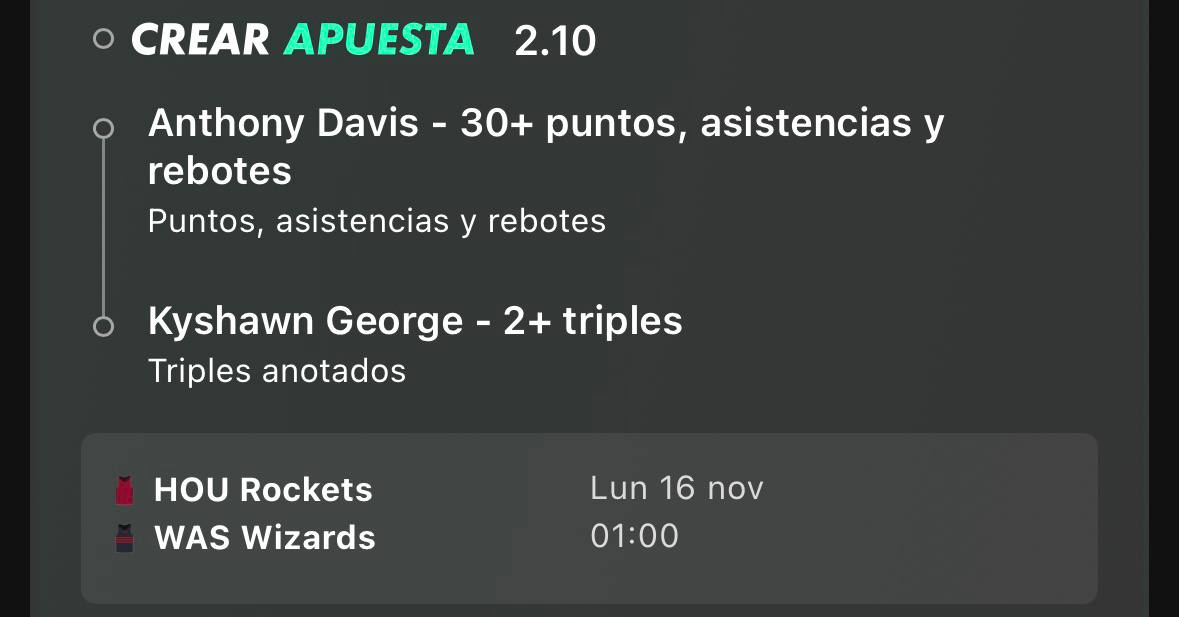 CREAR APUESTA 2.10
Anthony Davis - 30+ puntos, asistencias y
rebotes
Puntos, asistencias y rebotes
Kyshawn George - 2+ triples
Triples anotados
HOU Rockets
Lun 16 nov
WAS Wizards
01:00